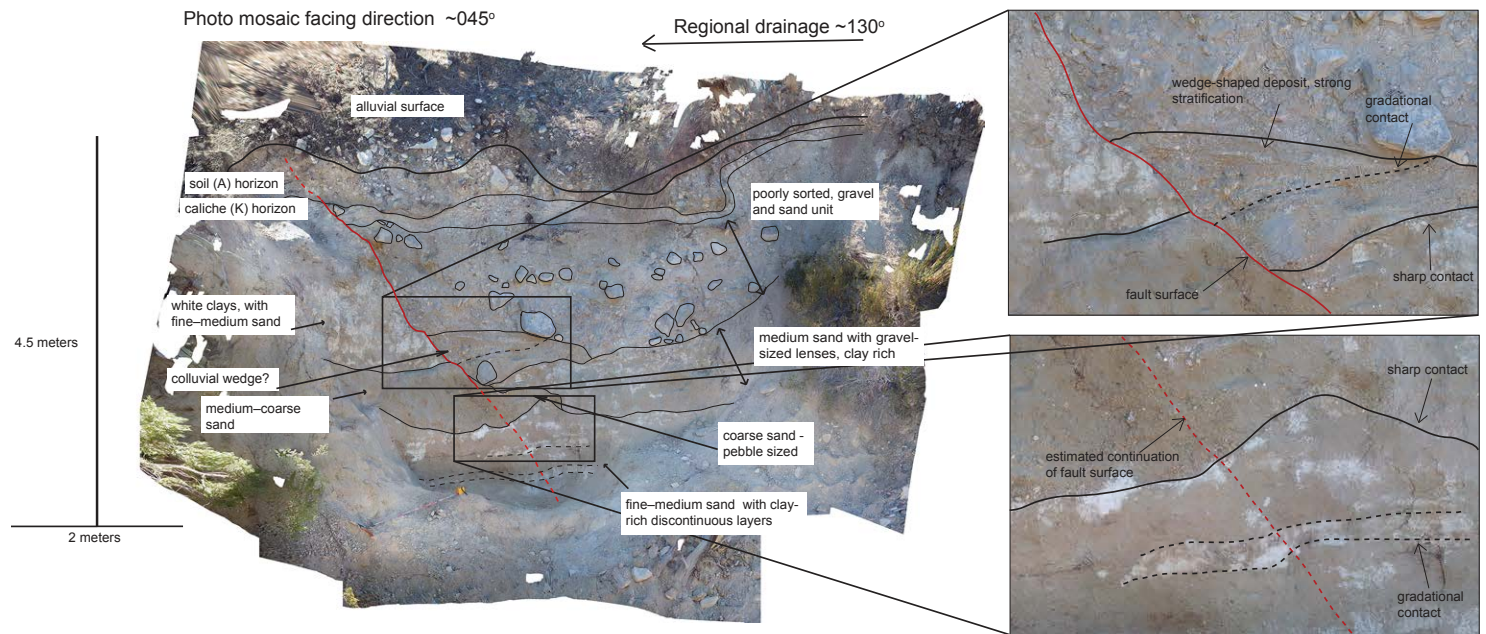 Photo mosaic facing direction ~045º
Regional drainage ~130º
alluvial surface
soil (A) horizon
caliche (K) horizon
poorly sorted, gravel
and sand unit
white clays, with
fine–medium sand
4.5 meters
medium sand with gravel-
sized lenses, clay rich
colluvial wedge?
medium–coarse
sand
coarse sand -
pebble sized
fine–medium sand with clay-
rich discontinuous layers
2 meters
wedge-shaped deposit, strong
stratification
gradational
contact
sharp contact
fault surface
sharp contact
estimated continuation
of fault surface
gradational
contact